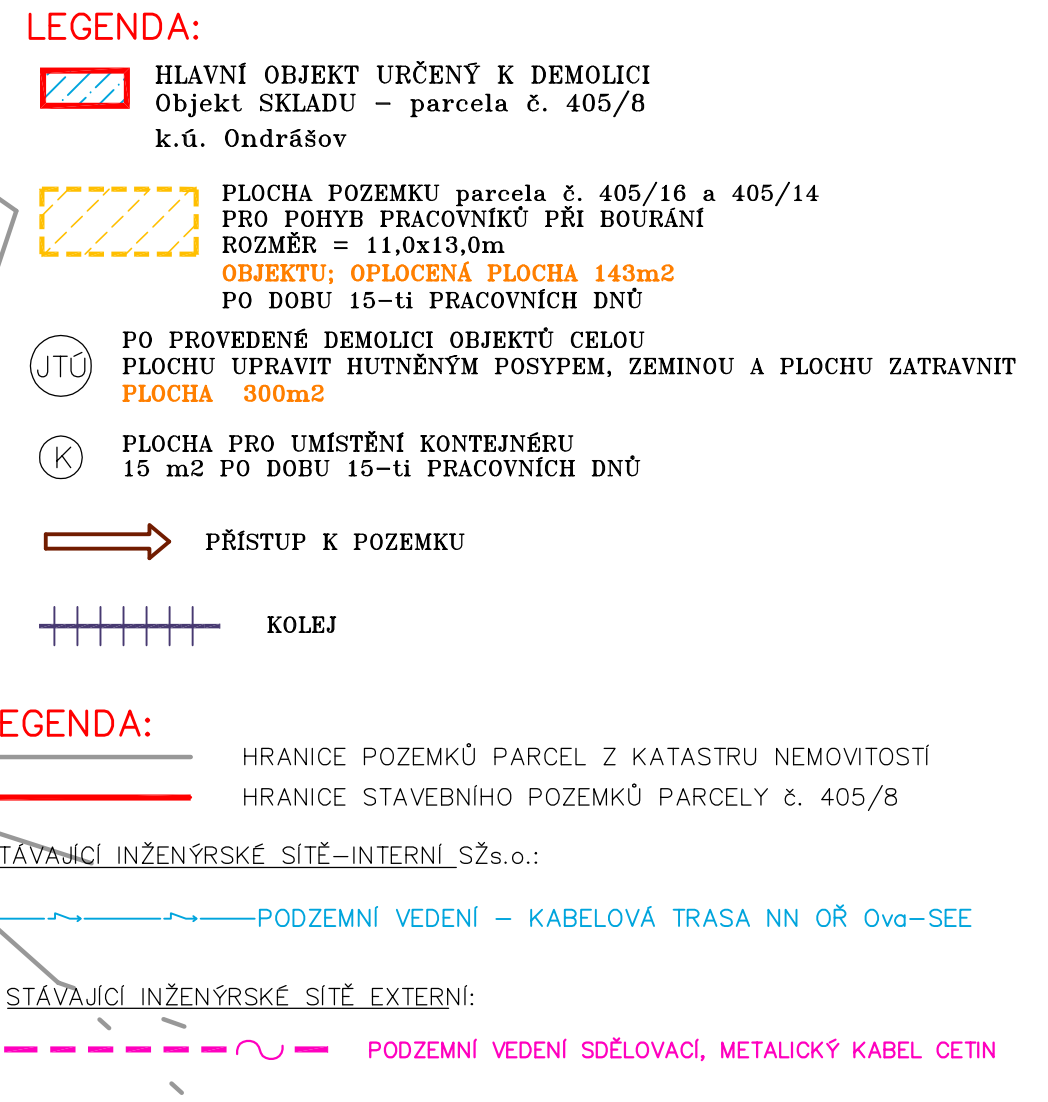 LEGENDA:
HLAVNÍ OBJEKT URČENÝ K DEMOLICI
Objekt SKLADU – parcela č. 405/8
k.ú. Ondrášov
PLOCHA POZEMKU parcela č. 405/16 a 405/14
PRO POHYB PRACOVNÍKŮ PŘI BOURÁNÍ
ROZMĚR = 11,0x13,0m
OBJEKTU; OPLOCENÁ PLOCHA 143m2
PO DOBU 15–ti PRACOVNÍCH DNŮ
JTÚ
PO PROVEDENÉ DEMOLICI OBJEKTŮ CELOU
PLOCHU UPRAVIT HUTNĚNÝM POSYPEM, ZEMINOU A PLOCHU ZATRAVNIT
PLOCHA 300m2
K
PLOCHA PRO UMÍSTĚNÍ KONTEJNÉRU
15 m2 PO DOBU 15–ti PRACOVNÍCH DNŮ
PŘÍSTUP K POZEMKU
KOLEJ
EGENDA:
HRANICE POZEMKŮ PARCEL Z KATASTRU NEMOVITOSTÍ
HRANICE STAVEBNÍHO POZEMKŮ PARCELY č. 405/8
TÁVAJÍCÍ INŽENÝRSKÉ SÍTĚ–INTERNÍ SŽs.o.:
PODZEMNÍ VEDENÍ – KABELOVÁ TRASA NN OŘ Ova–SEE
STÁVAJÍCÍ INŽENÝRSKÉ SÍTĚ EXTERNÍ:
PODZEMNÍ VEDENÍ SDĚLOVACÍ, METALICKÝ KABEL CETIN